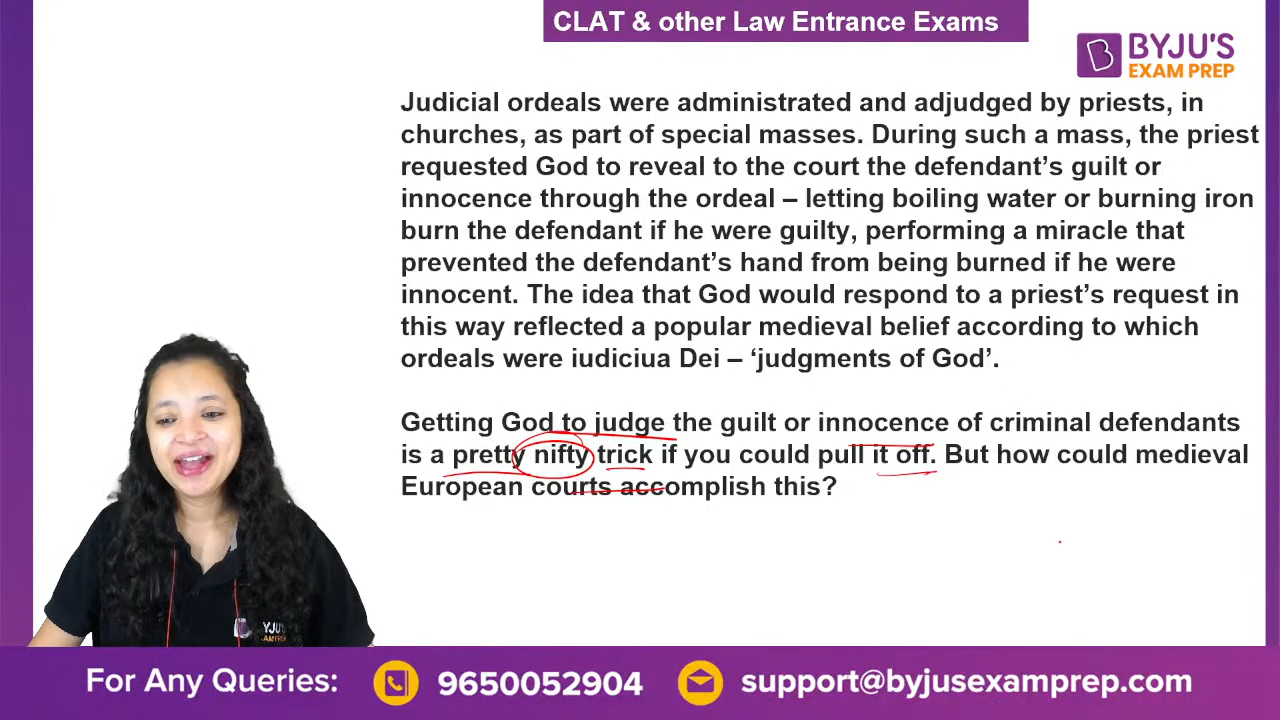 CLAT & other Law Entrance Exams
BYJU'S
EXAM PREP
Judicial ordeals were administrated and adjudged by priests, in
churches, as part of special masses. During such a mass, the priest
requested God to reveal to the court the defendant’s guilt or
innocence through the ordeal – letting boiling water or burning iron
burn the defendant if he were guilty, performing a miracle that
prevented the defendant’s hand from being burned if he were
innocent. The idea that God would respond to a priest’s request in
this way reflected a popular medieval belief according to which
ordeals were iudiciua Dei – ‘judgments of God’.
Getting God to judge the guilt or innocence of criminal defendants
is a pretty nifty trick if you could pull it off. But how could medieval
European courts accomplish this?
BYJU'S
EXAM PREP
For Any Queries: 9650052904 support@byjusexamprep.com